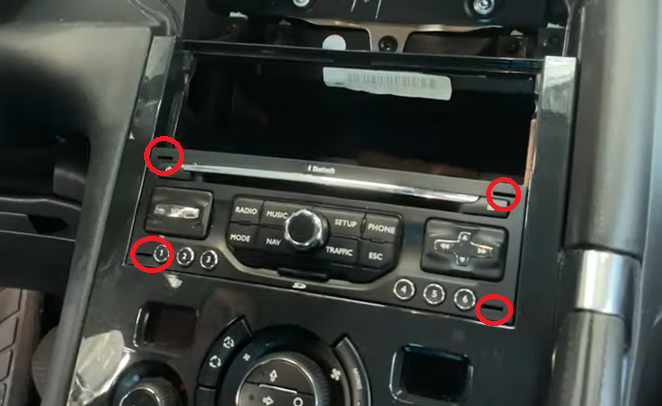 Bluetooth
RADIO MUSIC SETUP PHONE
MODE NAV TRAFFIC ESC
1 2 3
4 5 6